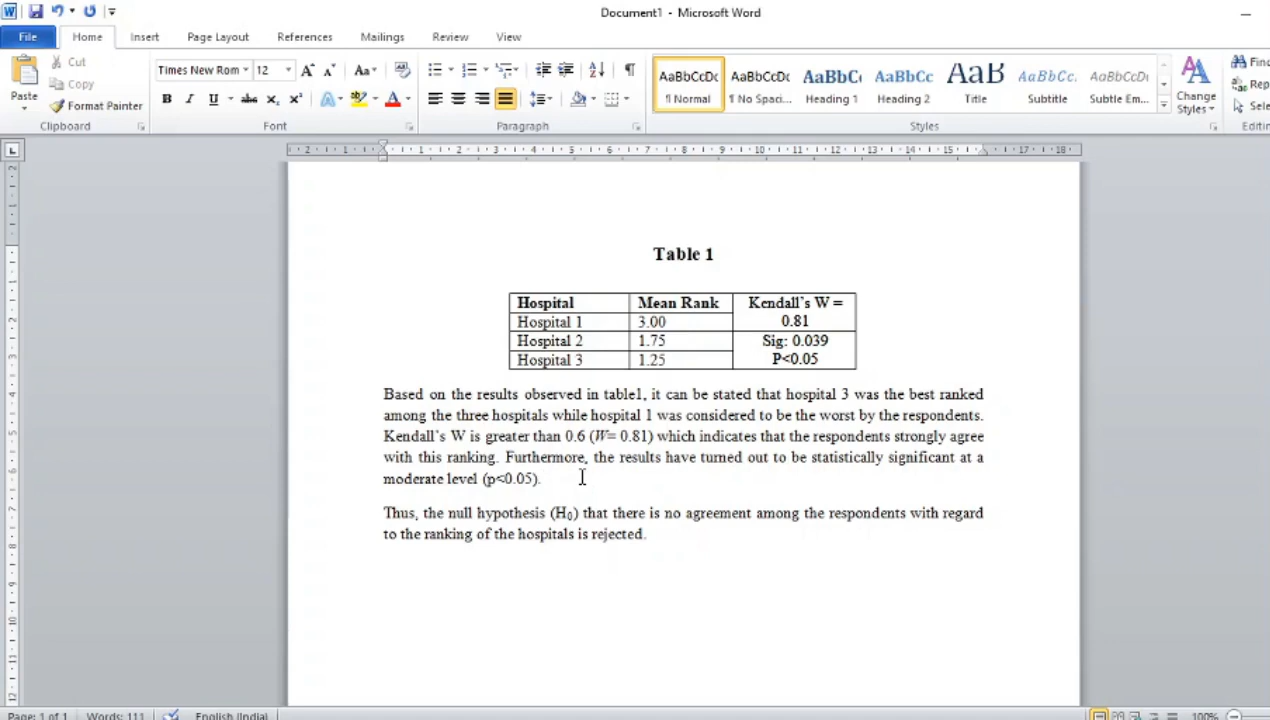 Document1 - Microsoft Word
File Home Insert Page Layout References Mailings Review View
Paste
Cut
Copy
Format Painter
Clipboard
Times New Rom 12
Font
Paragraph
AaBbCcDc AaBbCcDc AaBbC AaBbCc AaB AaBbCc. AaBbCcDı
¶ Normal ¶ No Spaci... Heading 1 Heading 2 Title Subtitle Subtle Em...
Change
Styles
Styles
Table 1
Hospital Mean Rank Kendall's W =
0.81
Hospital 1 3.00
Hospital 2 1.75 Sig: 0.039
Hospital 3 1.25 P<0.05
Based on the results observed in table1, it can be stated that hospital 3 was the best ranked
among the three hospitals while hospital 1 was considered to be the worst by the respondents.
Kendall's W is greater than 0.6 (W= 0.81) which indicates that the respondents strongly agree
with this ranking. Furthermore, the results have turned out to be statistically significant at a
moderate level (p<0.05).
Thus, the null hypothesis (H0) that there is no agreement among the respondents with regard
to the ranking of the hospitals is rejected.
Page: 1 of 1 Words: 111 English (India) 100%